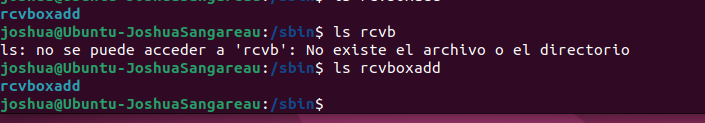 rcvboxadd
joshua@Ubuntu-JoshuaSangareau:/sbin$ ls rcvb
ls: no se puede acceder a 'rcvb': No existe el archivo o el directorio
joshua@Ubuntu-JoshuaSangareau:/sbin$ ls rcvboxadd
rcvboxadd
joshua@Ubuntu-JoshuaSangareau:/sbin$